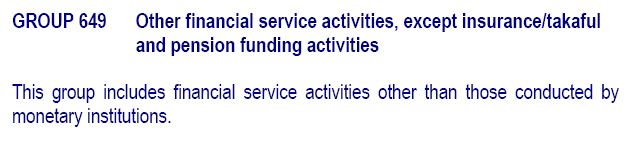 GROUP 649 Other financial service activities, except insurance/takaful
and pension funding activities
This group includes financial service activities other than those conducted by
monetary institutions.